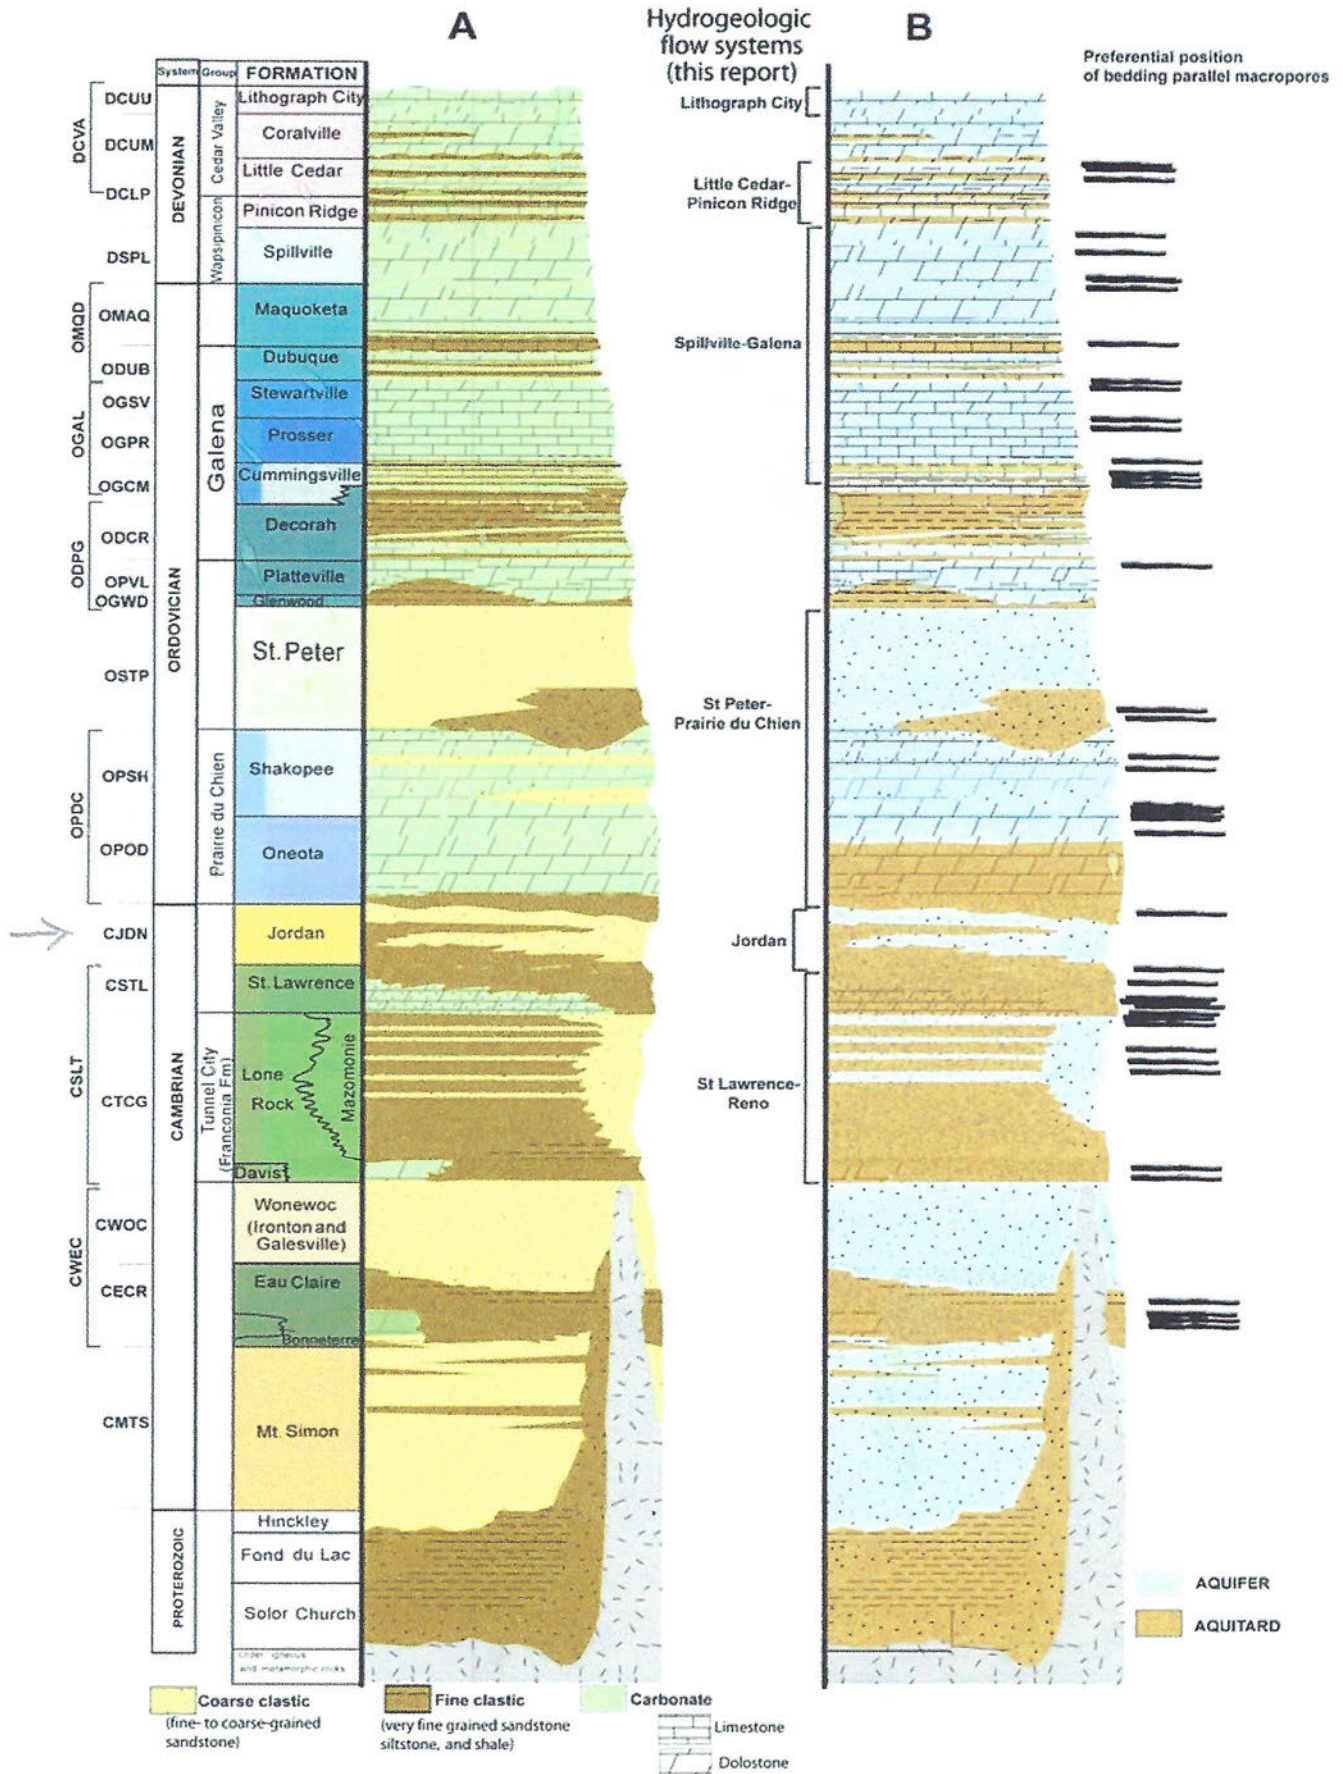 A
Hydrogeologic
flow systems
(this report)
B
Preferential position
of bedding parallel macropores
System Group FORMATION
DCVA
DCUU
DCUM
DCLP
DSPL
OMQD
OMAQ
ODUB
OGAL
OGSV
OGPR
OGCM
ODPG
ODCR
OPVL
OGWD
OSTP
OPDC
OPSH
OPOD
CJDN
CSLT
CSTL
CTCG
CWEC
CWOC
CECR
CMTS
DEVONIAN
ORDOVICIAN
CAMBRIAN
PROTEROZOIC
Cedar Valley
Wapsipinicon
Galena
Prairie du Chien
Tunnel City
(Franconia Fm)
Lithograph City
Coralville
Little Cedar
Pinicon Ridge
Spillville
Maquoketa
Dubuque
Stewartville
Prosser
Cummingsville
Decorah
Platteville
Glenwood
St. Peter
Shakopee
Oneota
Jordan
St. Lawrence
Lone
Rock
Mazomonie
Davis
Wonewoc
(Ironton and
Galesville)
Eau Claire
Bonneterre
Mt. Simon
Hinckley
Fond du Lac
Solor Church
and metamorphic rocks
Lithograph City
Little Cedar-
Pinicon Ridge
Spillville-Galena
St Peter-
Prairie du Chien
Jordan
St Lawrence-
Reno
AQUIFER
AQUITARD
Coarse clastic
(fine- to coarse-grained
sandstone)
Fine clastic
(very fine grained sandstone
siltstone, and shale)
Carbonate
Limestone
Dolostone